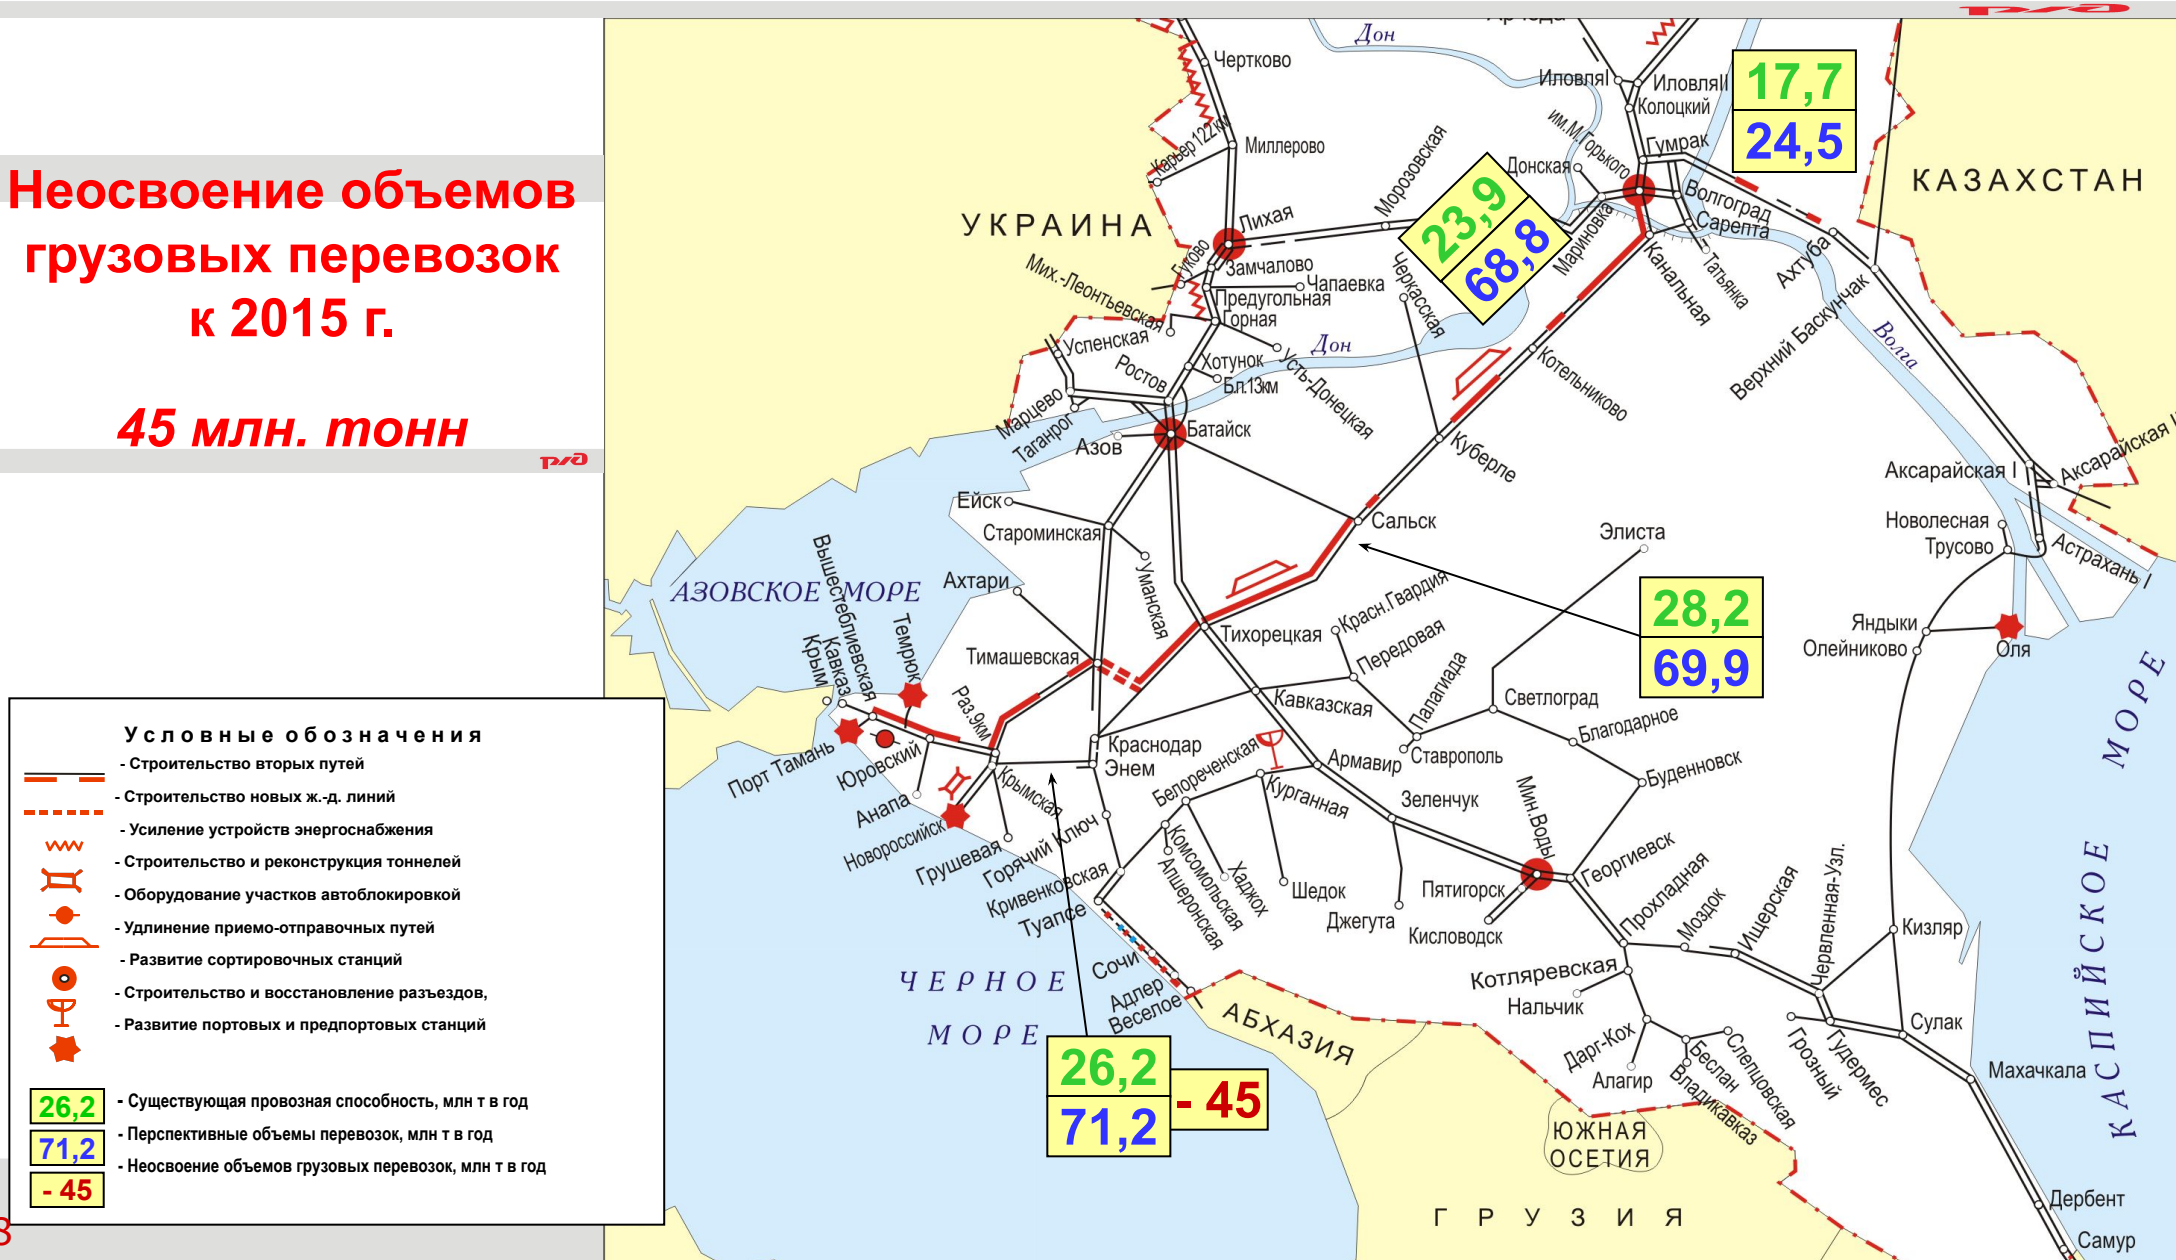 Неосвоение объемов
грузовых перевозок
к 2015 г.
45 млн. тонн
Условные обозначения
- Строительство вторых путей
- Строительство новых ж.-д. линий
- Усиление устройств энергоснабжения
- Строительство и реконструкция тоннелей
- Оборудование участков автоблокировкой
- Удлинение приемо-отправочных путей
- Развитие сортировочных станций
- Строительство и восстановление разъездов,
- Развитие портовых и предпортовых станций
26,2 - Существующая провозная способность, млн т в год
71,2 - Перспективные объемы перевозок, млн т в год
- 45 - Неосвоение объемов грузовых перевозок, млн т в год
Дон
Чертково
ИловляI
ИловляII
Колоцкий
17,7
24,5
Карьер 122 км
Миллерово
Морозовская
им.М.Горького
Гумрак
Донская
КАЗАХСТАН
УКРАИНА
Лихая
23,9
68,8
Мариновка
Волгоград
Сарепта
Гуково
Замчалово
Чапаевка
Предугольная
Горная
Мих.-Леонтьевская
Черкасская
Канальная
Татьянка
Ахтуба
Верхний Баскунчак
Волга
Успенская
Ростов
Хотунок
Бл.13км
Усть-Донецкая
Дон
Котельниково
Марцево
Таганрог
Азов
Батайск
Куберле
Аксарайская I
Аксарайская
Ейск
Староминская
Сальск
Элиста
Новолесная
Трусово
Астрахань I
АЗОВСКОЕ МОРЕ
Ахтари
Уманская
Вышестеблиевская
Кавказ
Крым
Темрюк
Тихорецкая
Красн.Гвардия
Передовая
28,2
69,9
Яндыки
Олейниково
Оля
Тимашевская
Раз.9км
Кавказская
Палагиада
Светлоград
Ставрополь
Благодарное
Порт Тамань
Юровский
Анапа
Краснодар
Энем
Белореченская
Армавир
Буденновск
Крымская
Новороссийск
Грушевая
Горячий Ключ
Курганная
Зеленчук
Мин.Воды
Кривенковская
Туапсе
Комсомольская
Апшеронская
Хаджох
Шедок
Джегута
Пятигорск
Кисловодск
Георгиевск
Прохладная
Моздок
Ищерская
Червленная-Узл.
Кизляр
Сочи
Адлер
Веселое
ЧЕРНОЕ
МОРЕ
АБХАЗИЯ
Котляревская
Нальчик
Дарг-Кох
Алагир
Беслан
Владикавказ
Слепцовская
Грозный
Гудермес
Сулак
Махачкала
КАСПИЙСКОЕ МОРЕ
26,2
71,2
- 45
ЮЖНАЯ
ОСЕТИЯ
ГРУЗИЯ
Дербент
Самур